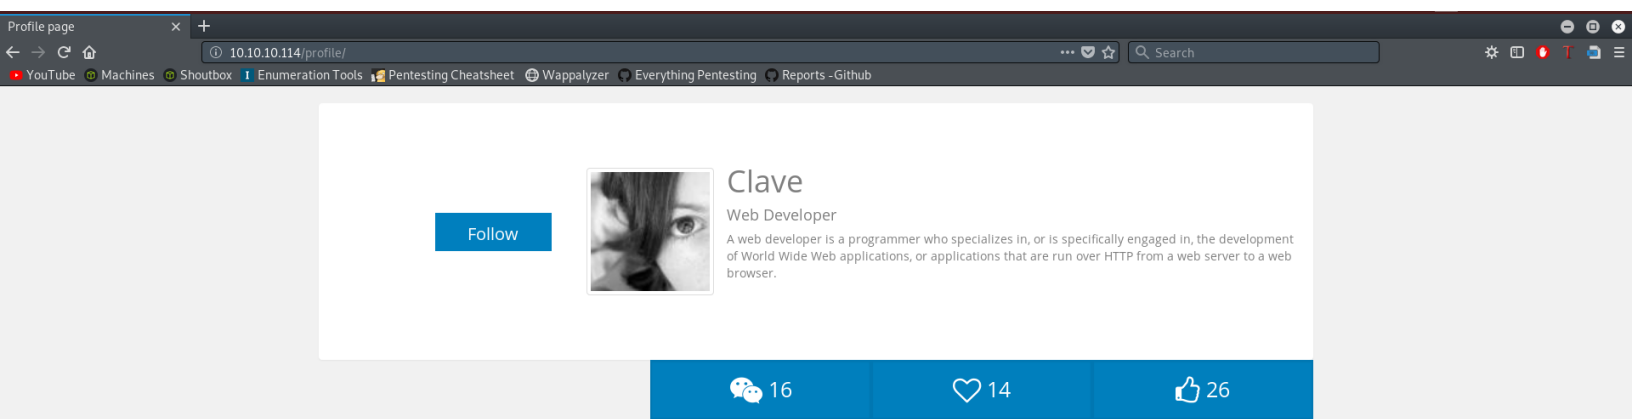 Profile page
10.10.10.114/profile/
Search
YouTube Machines Shoutbox Enumeration Tools Pentesting Cheatsheet Wappalyzer Everything Pentesting Reports - Github
Follow
Clave
Web Developer
A web developer is a programmer who specializes in, or is specifically engaged in, the development
of World Wide Web applications, or applications that are run over HTTP from a web server to a web
browser.
16 14 26